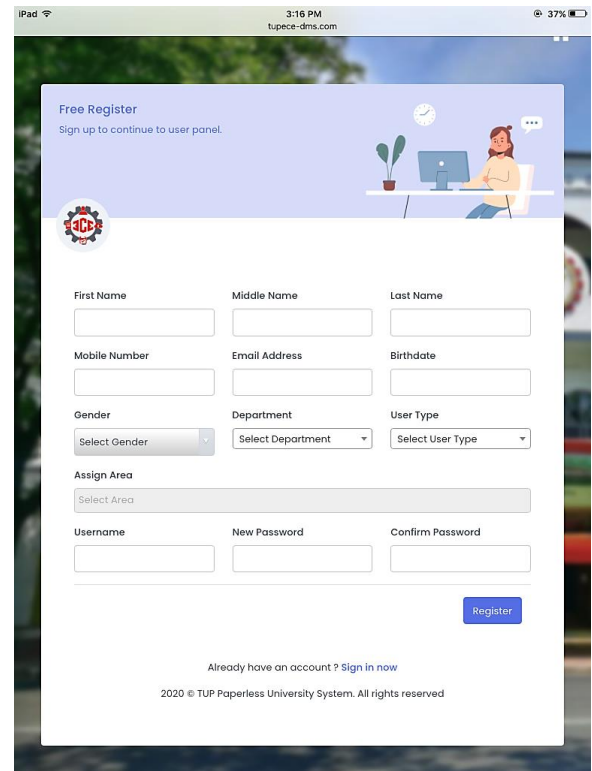 iPad 3:16 PM 37%
tupece-dms.com
Free Register
Sign up to continue to user panel.
ECE
First Name Middle Name Last Name
Mobile Number Email Address Birthdate
Gender Department User Type
Select Gender Select Department Select User Type
Assign Area
Select Area
Username New Password Confirm Password
Register
Already have an account ? Sign in now
2020 © TUP Paperless University System. All rights reserved